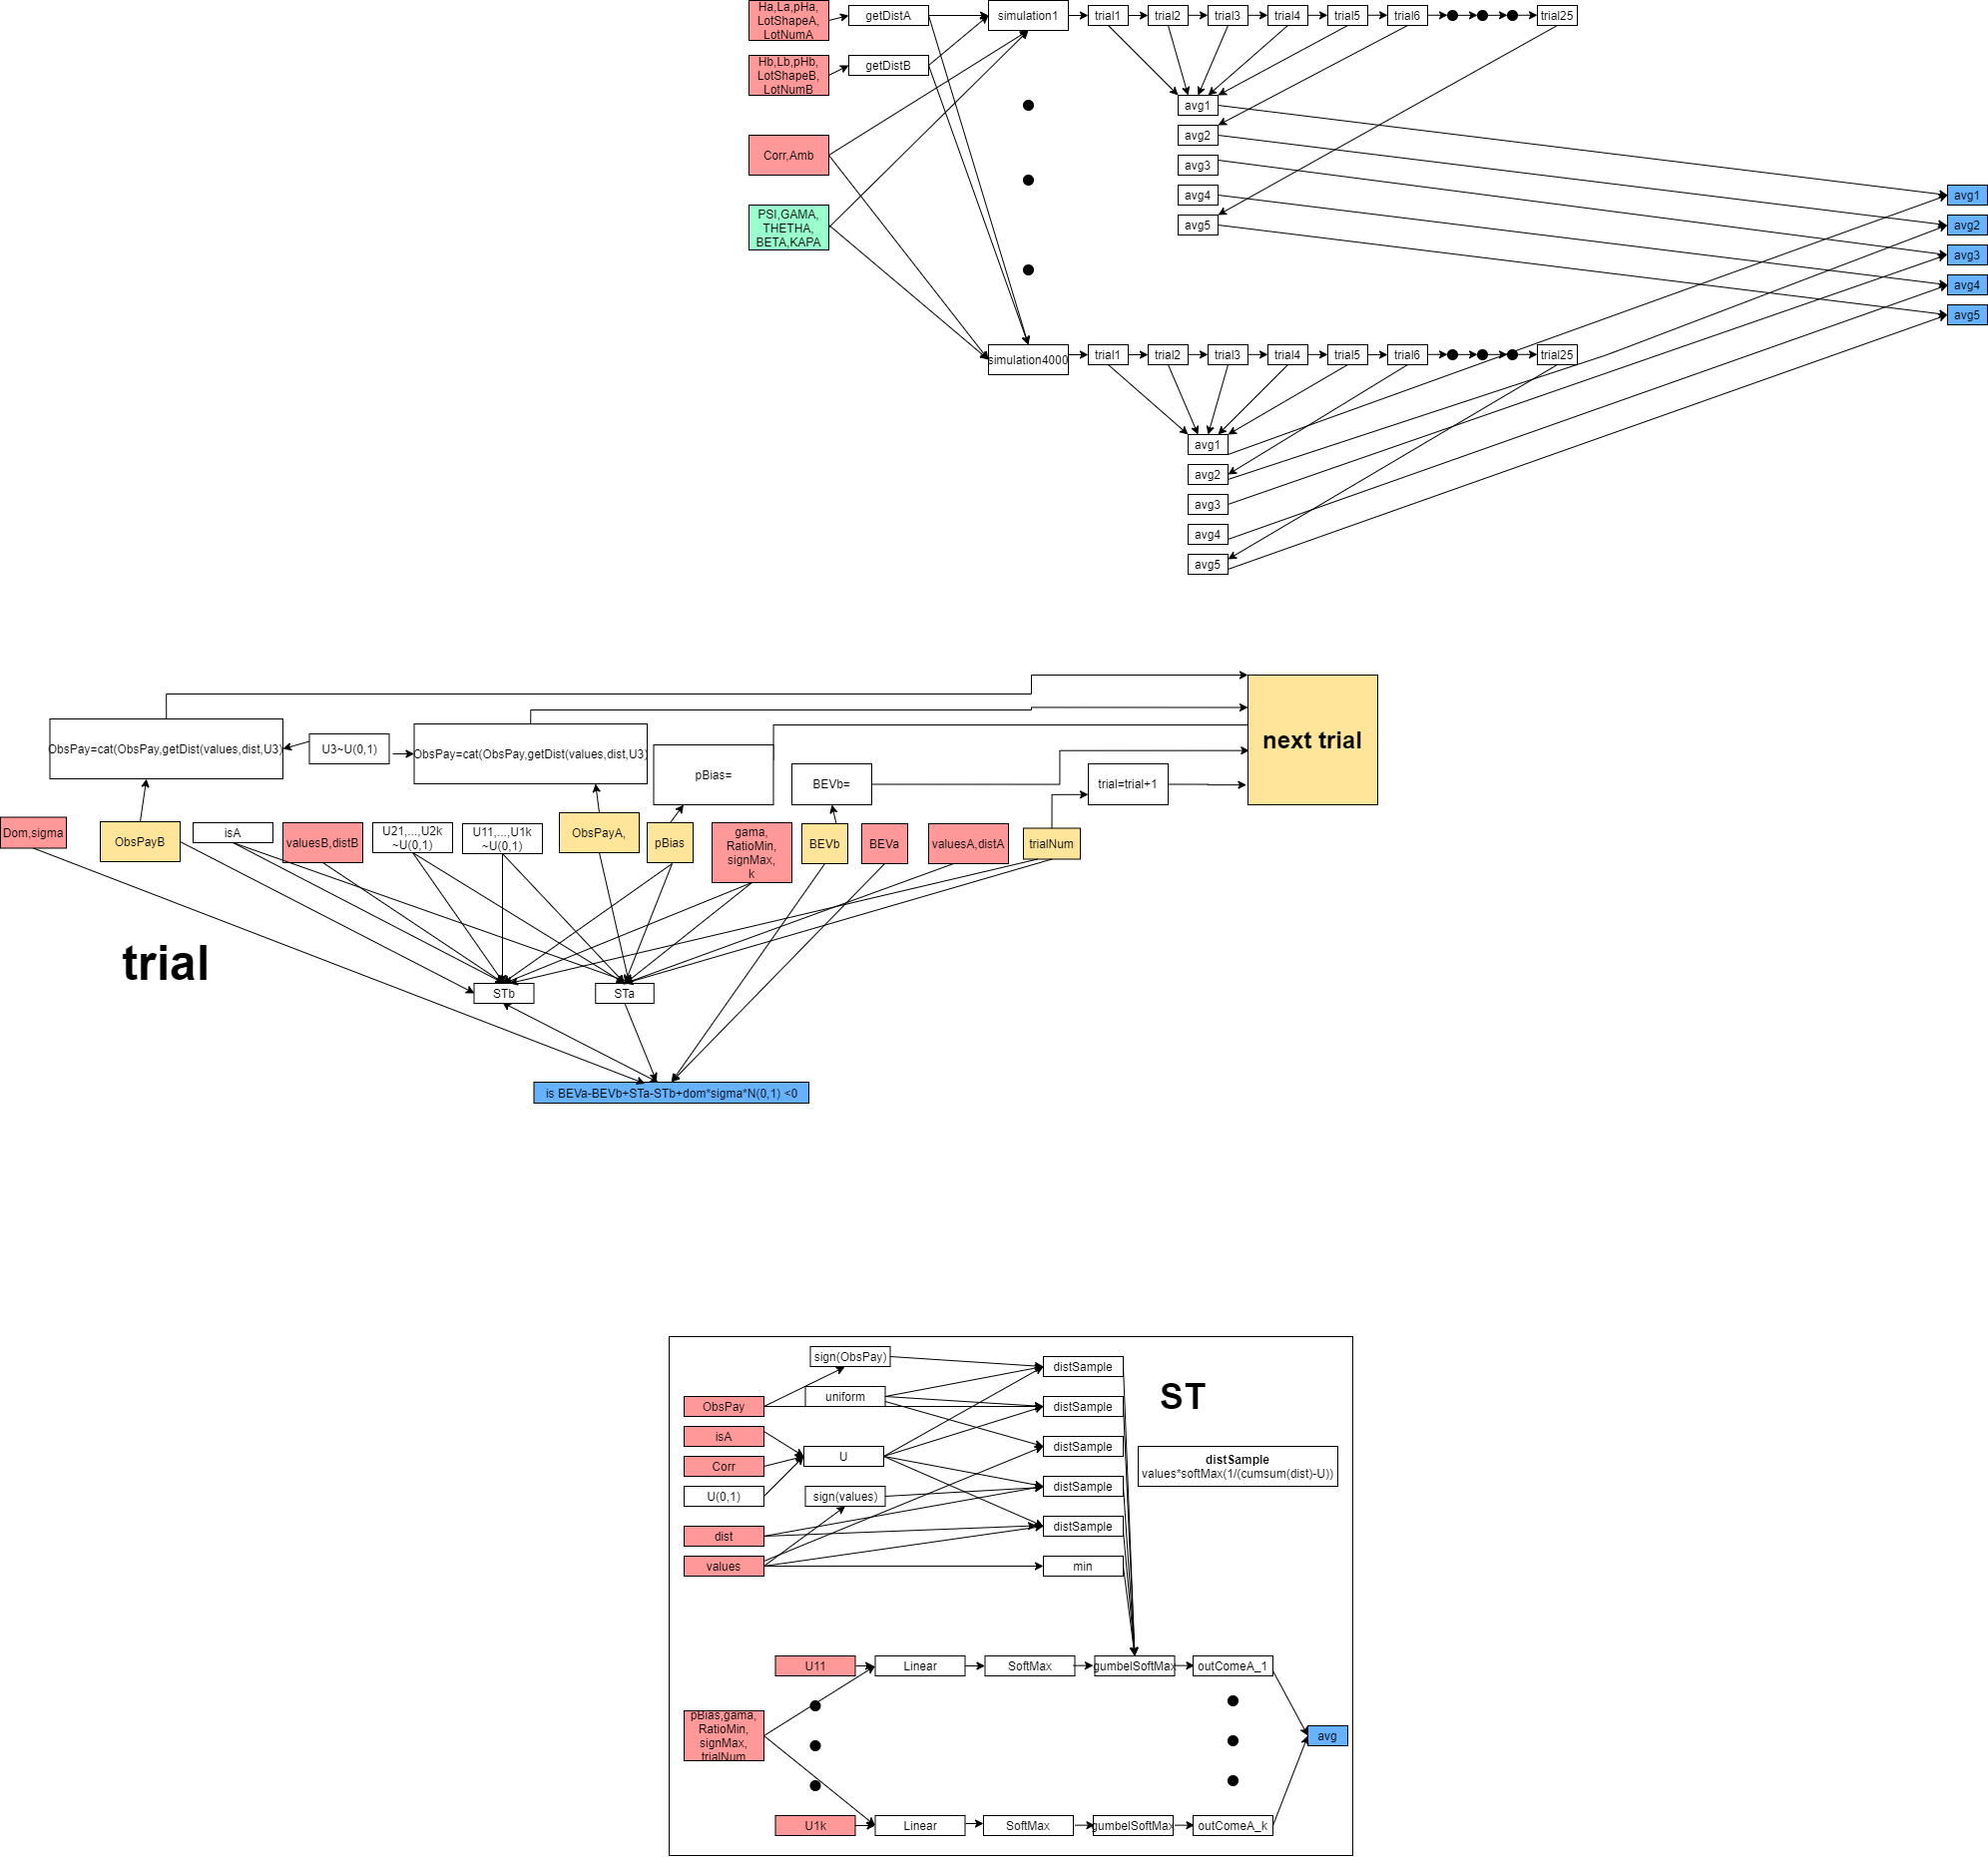 Ha,La,pHa,
LotShapeA,
LotNumA
getDistA
simulation1
trial1
trial2
trial3
trial4
trial5
trial6
trial25
Hb,Lb,pHb,
LotShapeB,
LotNumB
getDistB
avg1
avg2
Corr,Amb
avg3
avg4
avg5
PSI,GAMA,
THETHA,
BETA,KAPA
avg1
avg2
avg3
avg4
avg5
simulation4000
trial1
trial2
trial3
trial4
trial5
trial6
trial25
avg1
avg2
avg3
avg4
avg5
ObsPay=cat(ObsPay,getDist(values,dist,U3)
U3~U(0,1)
ObsPay=cat(ObsPay,getDist(values,dist,U3)
pBias=
BEVb=
trial=trial+1
next trial
Dom,sigma
ObsPayB
isA
valuesB,distB
U21,...,U2k
~U(0,1)
U11,...,U1k
~U(0,1)
ObsPayA,
pBias
gama,
RatioMin,
signMax,
k
BEVb
BEVa
valuesA,distA
trialNum
trial
STb
STa
is BEVa-BEVb+STa-STb+dom*sigma*N(0,1) <0
sign(ObsPay)
distSample
ST
uniform
ObsPay
distSample
isA
distSample
U
Corr
distSample
values*softMax(1/(cumsum(dist)-U))
U(0,1)
sign(values)
distSample
dist
distSample
values
min
U11
Linear
SoftMax
gumbelSoftMax
outComeA_1
pBias,gama,
RatioMin,
signMax,
trialNum
avg
U1k
Linear
SoftMax
gumbelSoftMax
outComeA_k